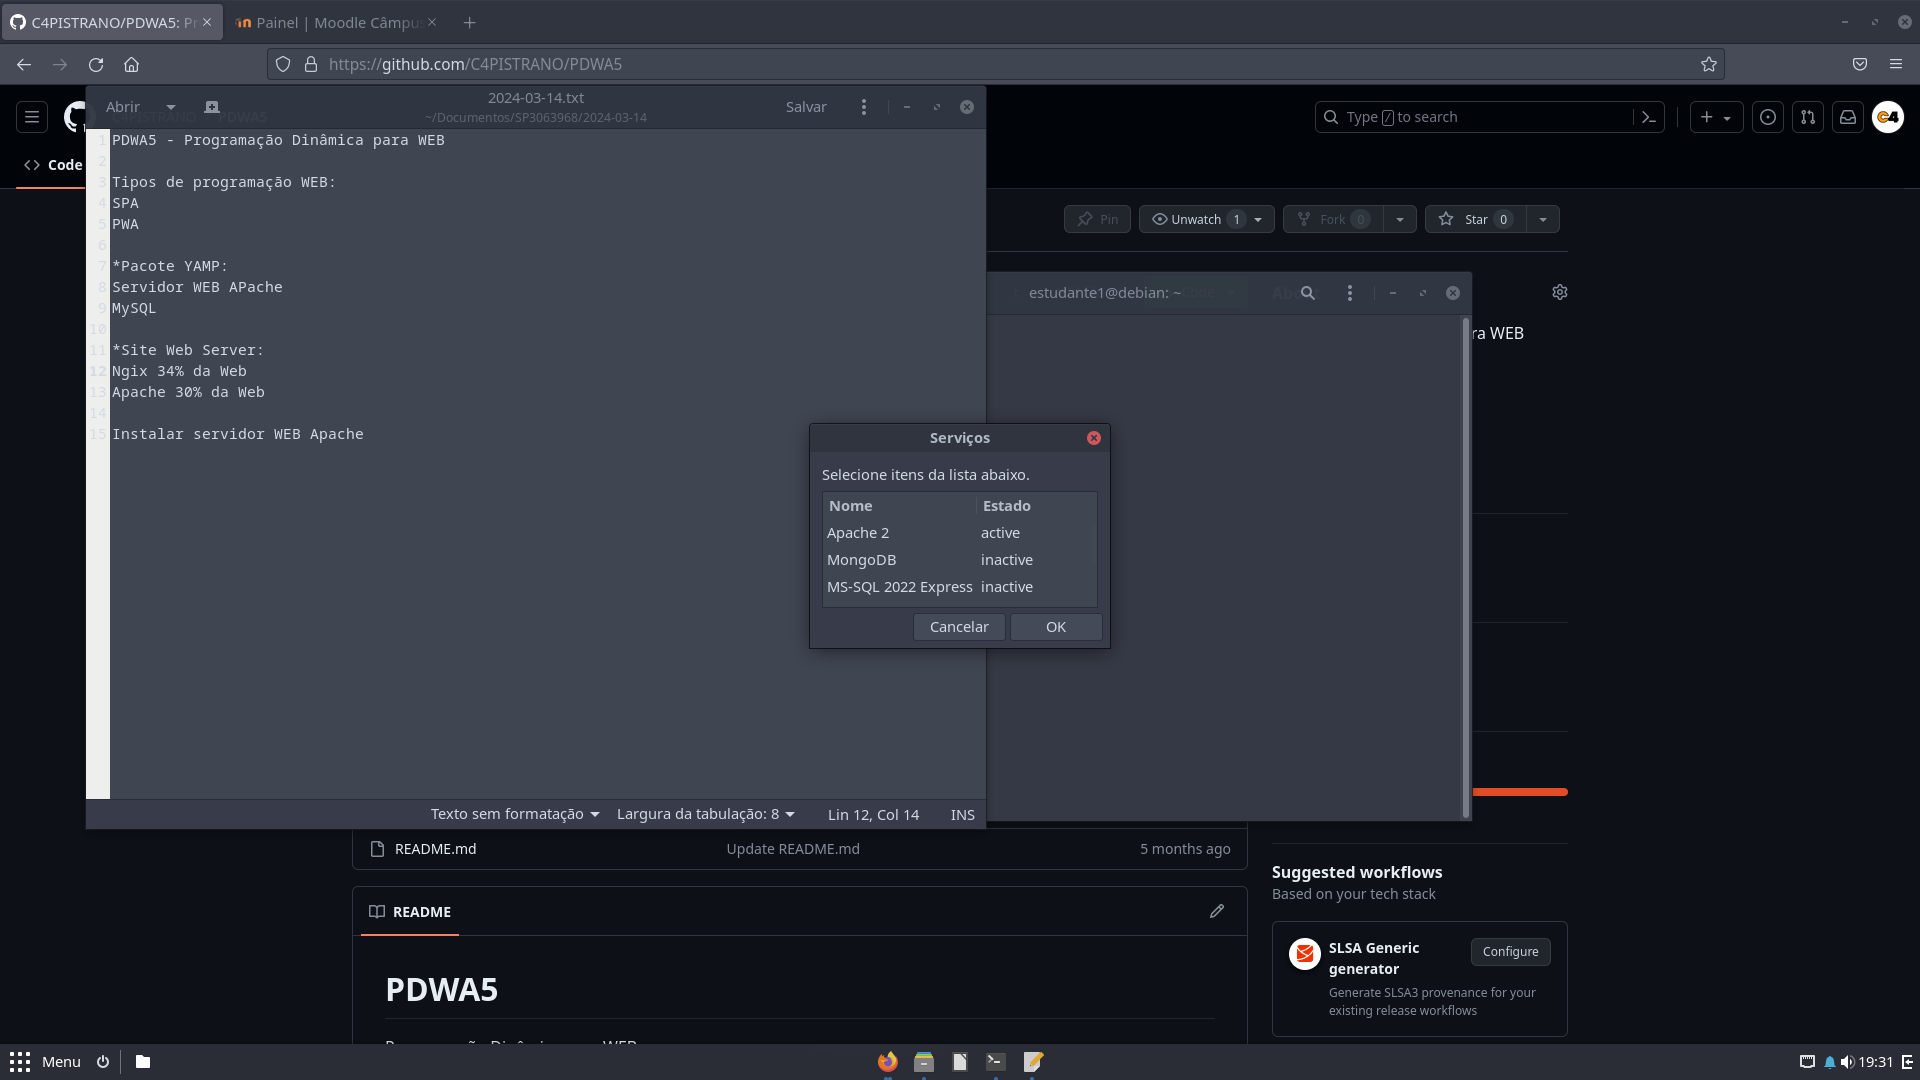 C4PISTRANO/PDWA5: Pr
Painel | Moodle Câmpu
https://github.com/C4PISTRANO/PDWA5
Abrir
2024-03-14.txt
~/Documentos/SP3063968/2024-03-14
Salvar
Type / to search
C4
Code
1 PDWA5 - Programação Dinâmica para WEB
2
3 Tipos de programação WEB:
4 SPA
5 PWA
6
7 *Pacote YAMP:
8 Servidor WEB APache
9 MySQL
10
11 *Site Web Server:
12 Ngix 34% da Web
13 Apache 30% da Web
14
15 Instalar servidor WEB Apache
Pin
Unwatch 1
Fork 0
Star 0
estudante1@debian: ~
ra WEB
Serviços
Selecione itens da lista abaixo.
Nome Estado
Apache 2 active
MongoDB inactive
MS-SQL 2022 Express inactive
Cancelar OK
Texto sem formatação Largura da tabulação: 8 Lin 12, Col 14 INS
README.md Update README.md 5 months ago
README
PDWA5
Suggested workflows
Based on your tech stack
SLSA Generic generator
Configure
Generate SLSA3 provenance for your
existing release workflows
Menu
19:31